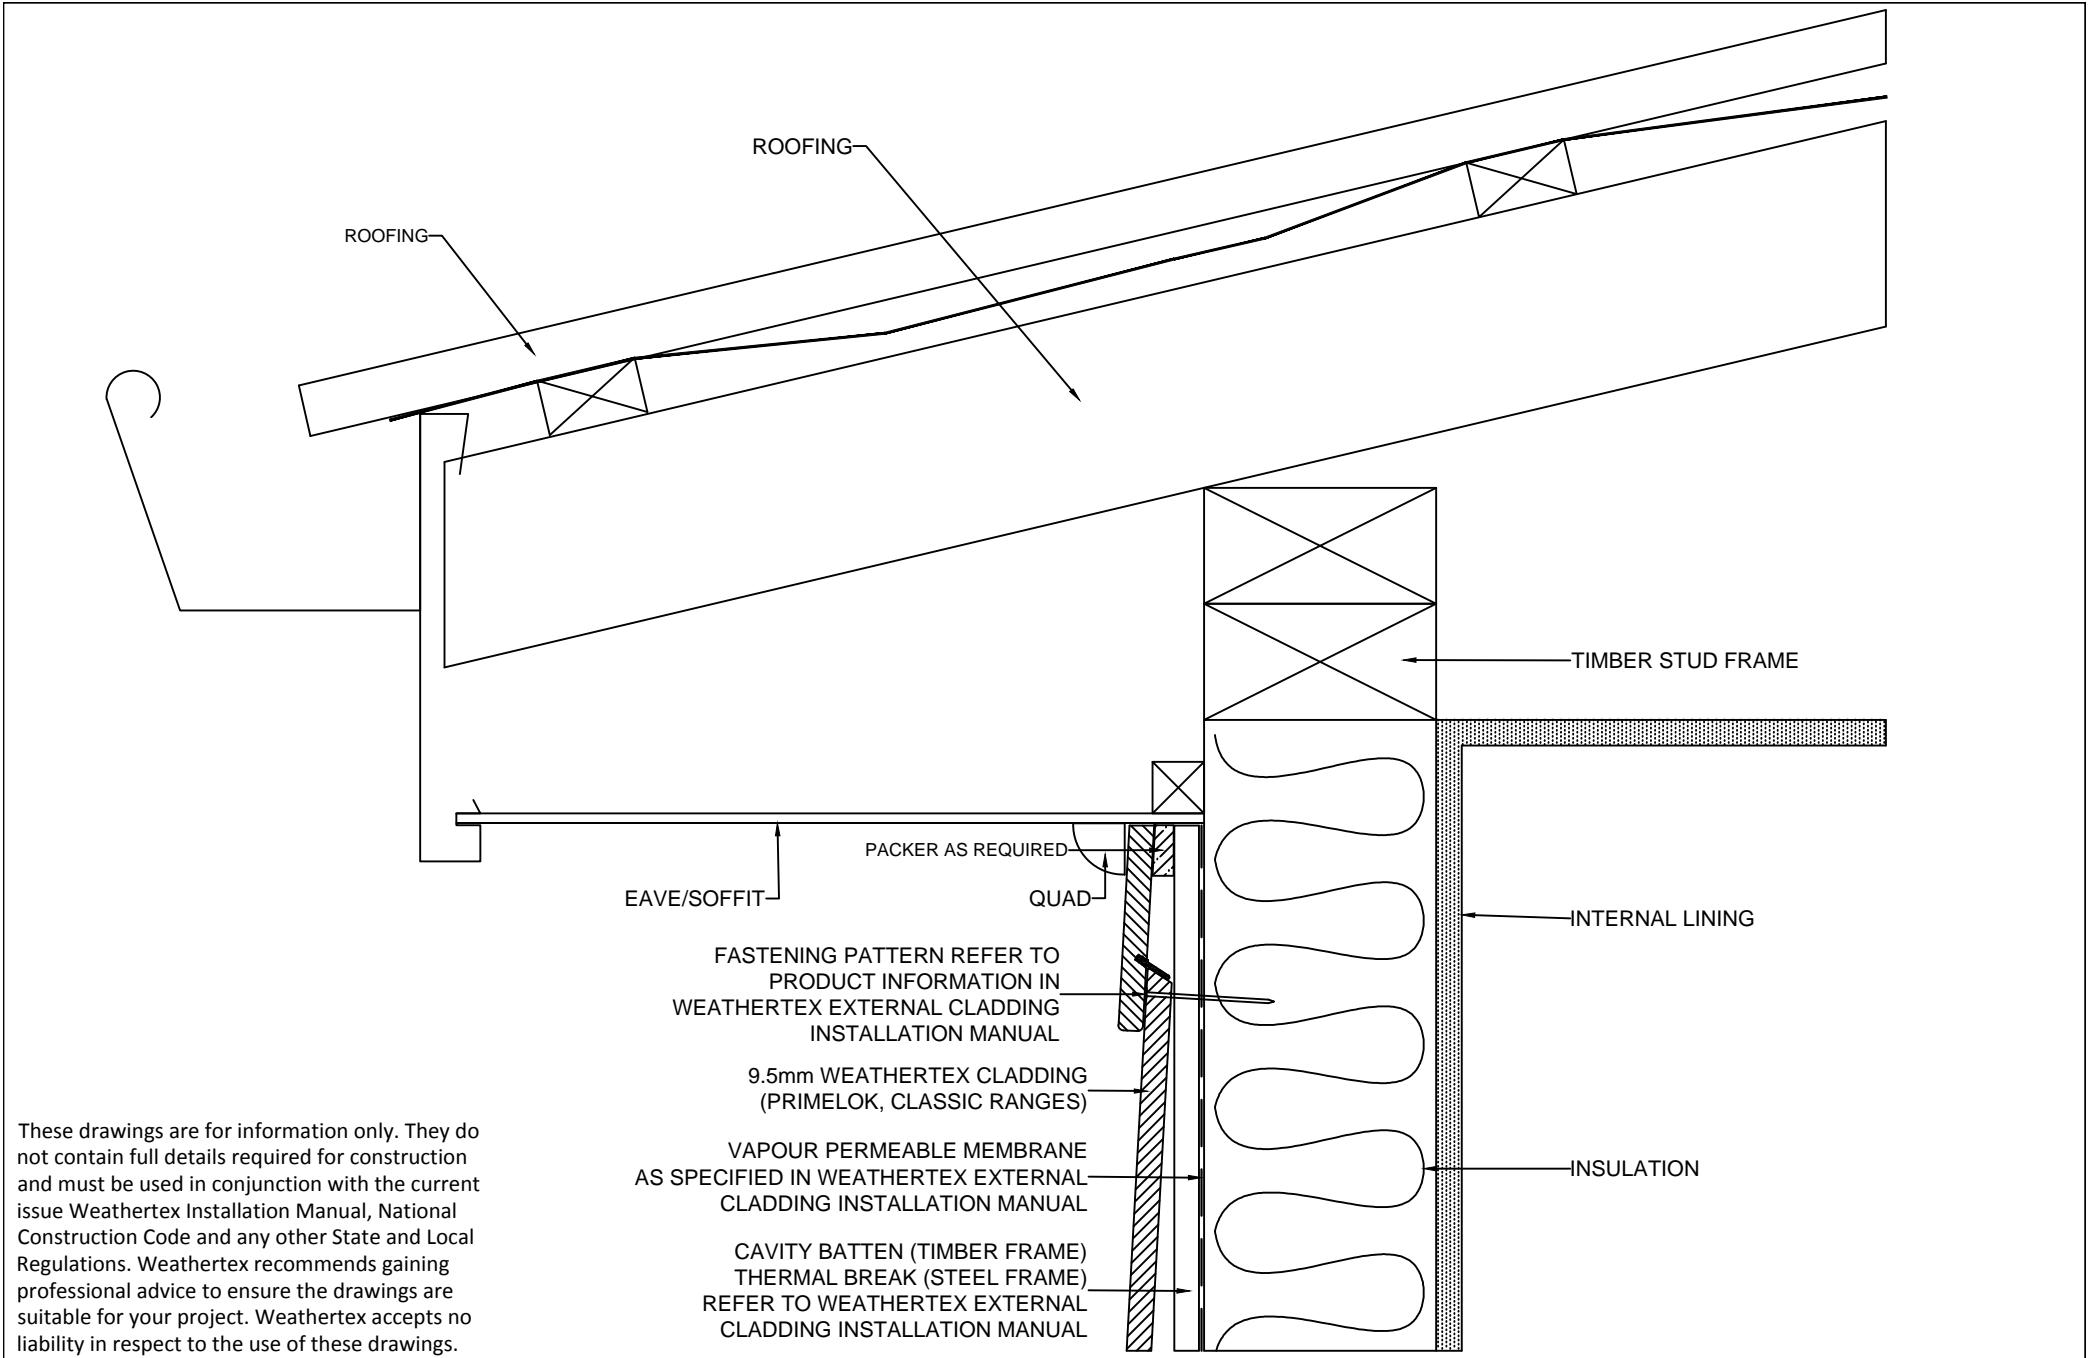 ROOFING
ROOFING
TIMBER STUD FRAME
PACKER AS REQUIRED
EAVE/SOFFIT
QUAD
INTERNAL LINING
FASTENING PATTERN REFER TO
PRODUCT INFORMATION IN
WEATHERTEX EXTERNAL CLADDING
INSTALLATION MANUAL
9.5mm WEATHERTEX CLADDING
(PRIMELOK, CLASSIC RANGES)
VAPOUR PERMEABLE MEMBRANE
AS SPECIFIED IN WEATHERTEX EXTERNAL
CLADDING INSTALLATION MANUAL
INSULATION
CAVITY BATTEN (TIMBER FRAME)
THERMAL BREAK (STEEL FRAME)
REFER TO WEATHERTEX EXTERNAL
CLADDING INSTALLATION MANUAL
These drawings are for information only. They do
not contain full details required for construction
and must be used in conjunction with the current
issue Weathertex Installation Manual, National
Construction Code and any other State and Local
Regulations. Weathertex recommends gaining
professional advice to ensure the drawings are
suitable for your project. Weathertex accepts no
liability in respect to the use of these drawings.